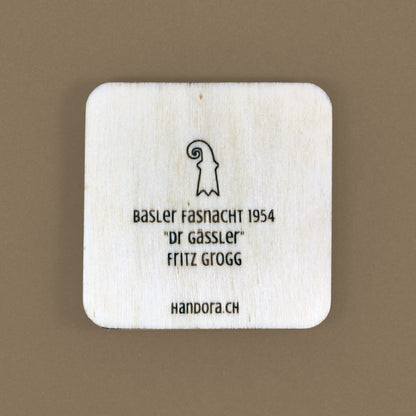 Basler Fasnacht 1954
"Dr Gässler"
Fritz Grogg
Handora.ch